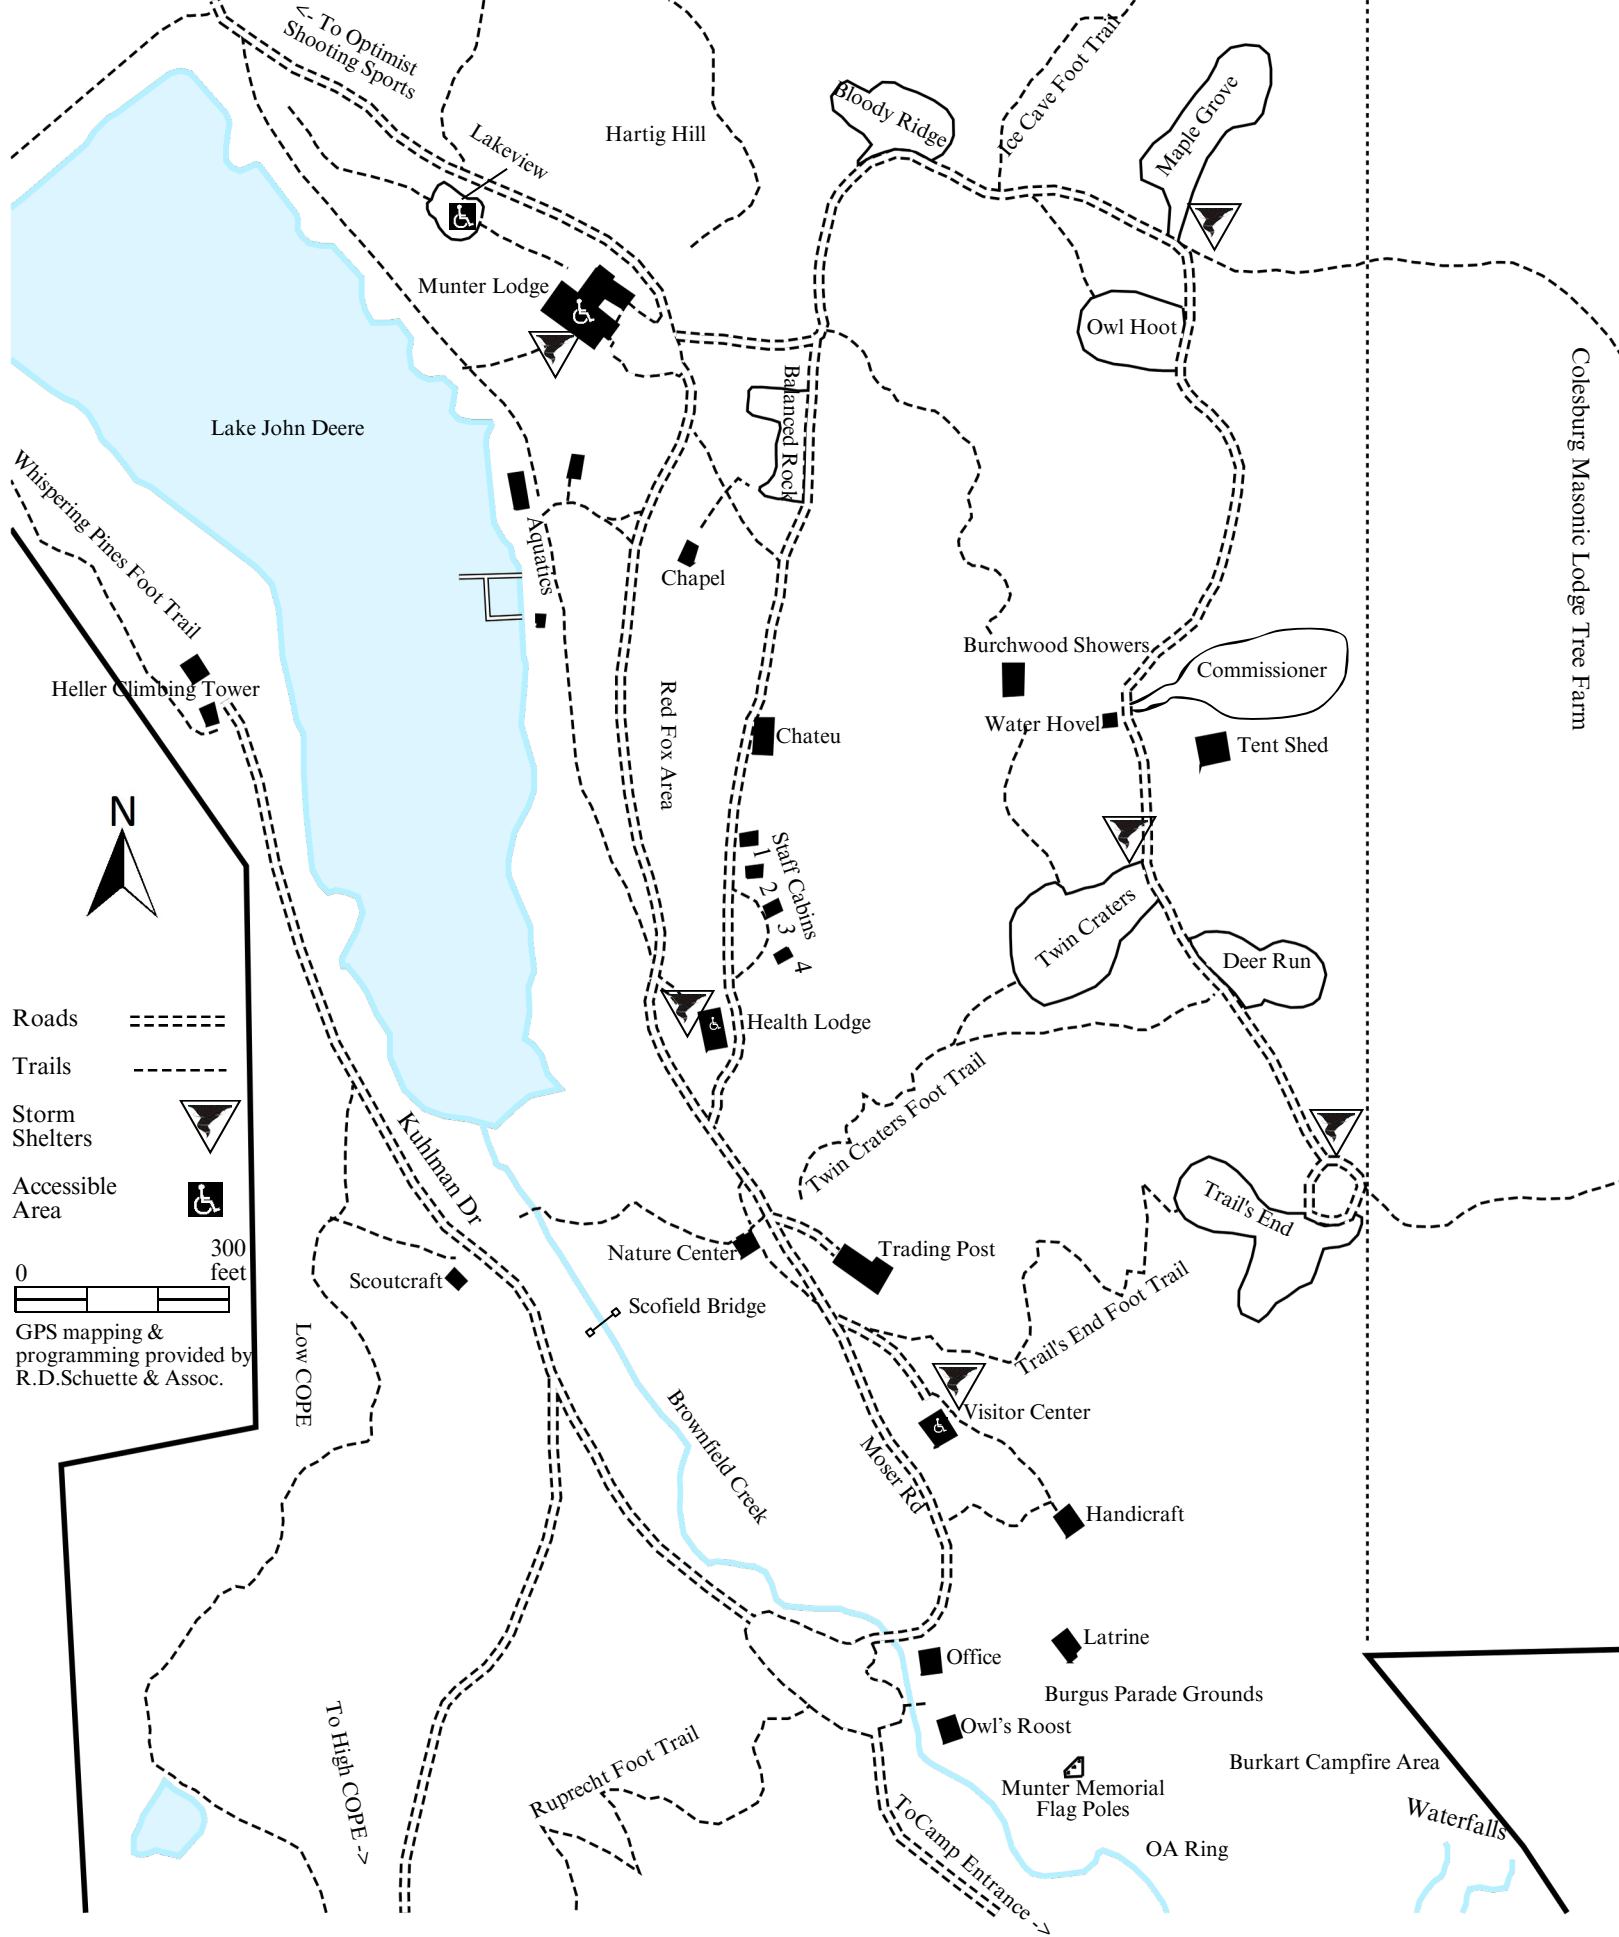 <- To Optimist
Shooting Sports
Lakeview
Hartig Hill
Bloody Ridge
Ice Cave Foot Trail
Maple Grove
Munter Lodge
Owl Hoot
Balanced Rock
Colesburg Masonic Lodge Tree Farm
Lake John Deere
Whispering Pines Foot Trail
Aquatics
Chapel
Burchwood Showers
Commissioner
Heller Climbing Tower
Red Fox Area
Water Hovel
Chateu
Tent Shed
N
Staff Cabins
1
2
3
4
Twin Craters
Deer Run
Roads
Health Lodge
Trails
Twin Craters Foot Trail
Storm
Shelters
Kuhlman Dr
Accessible
Area
Trail's End
Nature Center
Trading Post
0
300
feet
Scoutcraft
Scofield Bridge
Trail's End Foot Trail
GPS mapping &
programming provided by
R.D.Schuette & Assoc.
Low COPE
Brownfield Creek
Visitor Center
Moser Rd
Handicraft
Latrine
Office
Burgus Parade Grounds
Owl's Roost
To High COPE ->
Ruprecht Foot Trail
Burkart Campfire Area
Munter Memorial
Flag Poles
ToCamp Entrance ->
Waterfalls
OA Ring